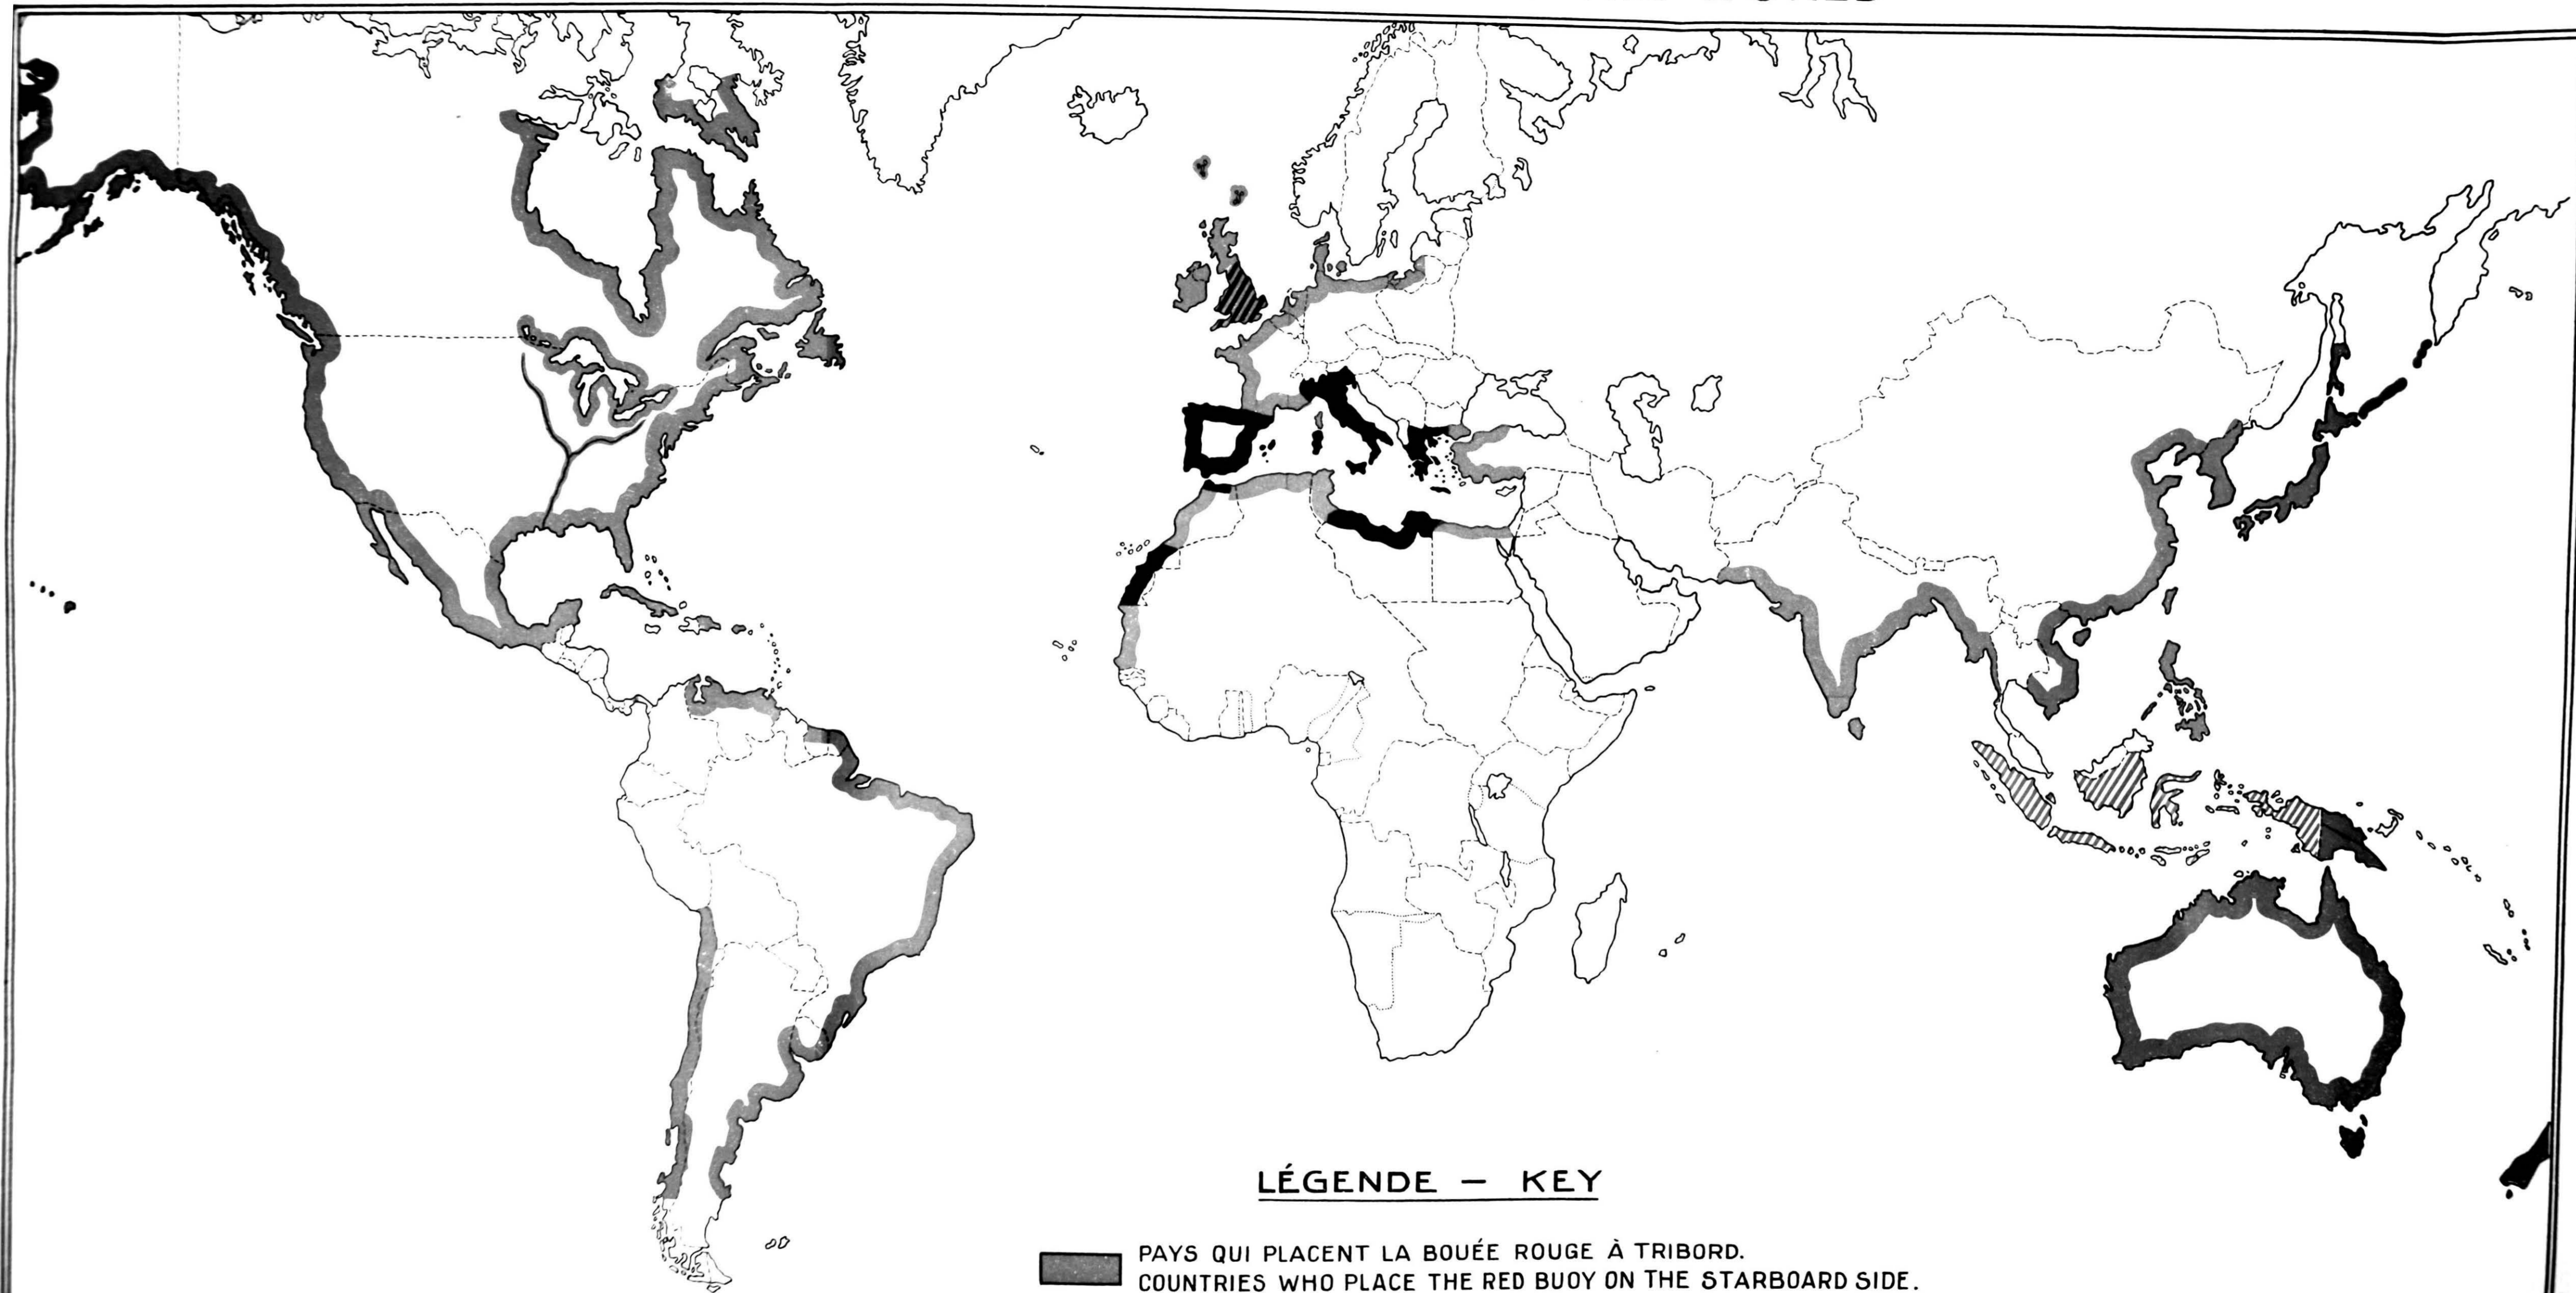 LÉGENDE – KEY
PAYS QUI PLACENT LA BOUÉE ROUGE À TRIBORD.
COUNTRIES WHO PLACE THE RED BUOY ON THE STARBOARD SIDE.